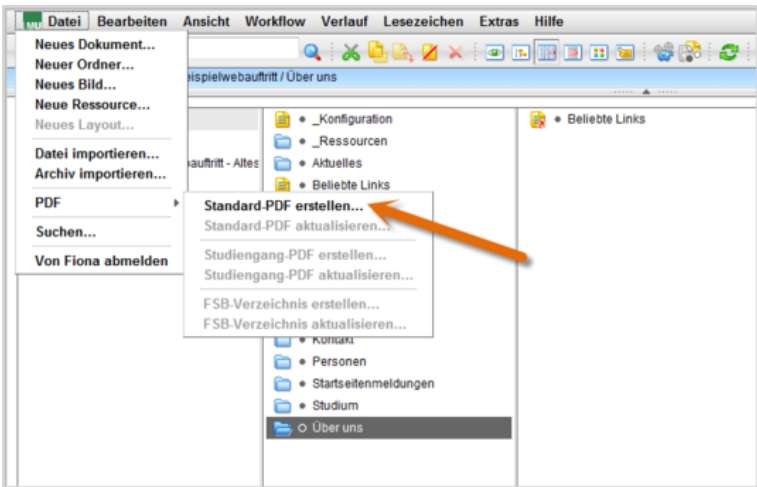 Datei Bearbeiten Ansicht Workflow Verlauf Lesezeichen Extras Hilfe
Neues Dokument...
Neuer Ordner...
Neues Bild...
Neue Ressource...
Neues Layout...
Datei importieren...
Archiv importieren...
PDF
Suchen...
Von Fiona abmelden
eispielwebauftritt / Über uns
bauftritt - Altes
Standard-PDF erstellen...
Standard-PDF aktualisieren...
Studiengang-PDF erstellen...
Studiengang-PDF aktualisieren...
FSB-Verzeichnis erstellen...
FSB-Verzeichnis aktualisieren...
_Konfiguration
_Ressourcen
Aktuelles
Beliebte Links
Kontakt
Personen
Startseitenmeldungen
Studium
Über uns
Beliebte Links